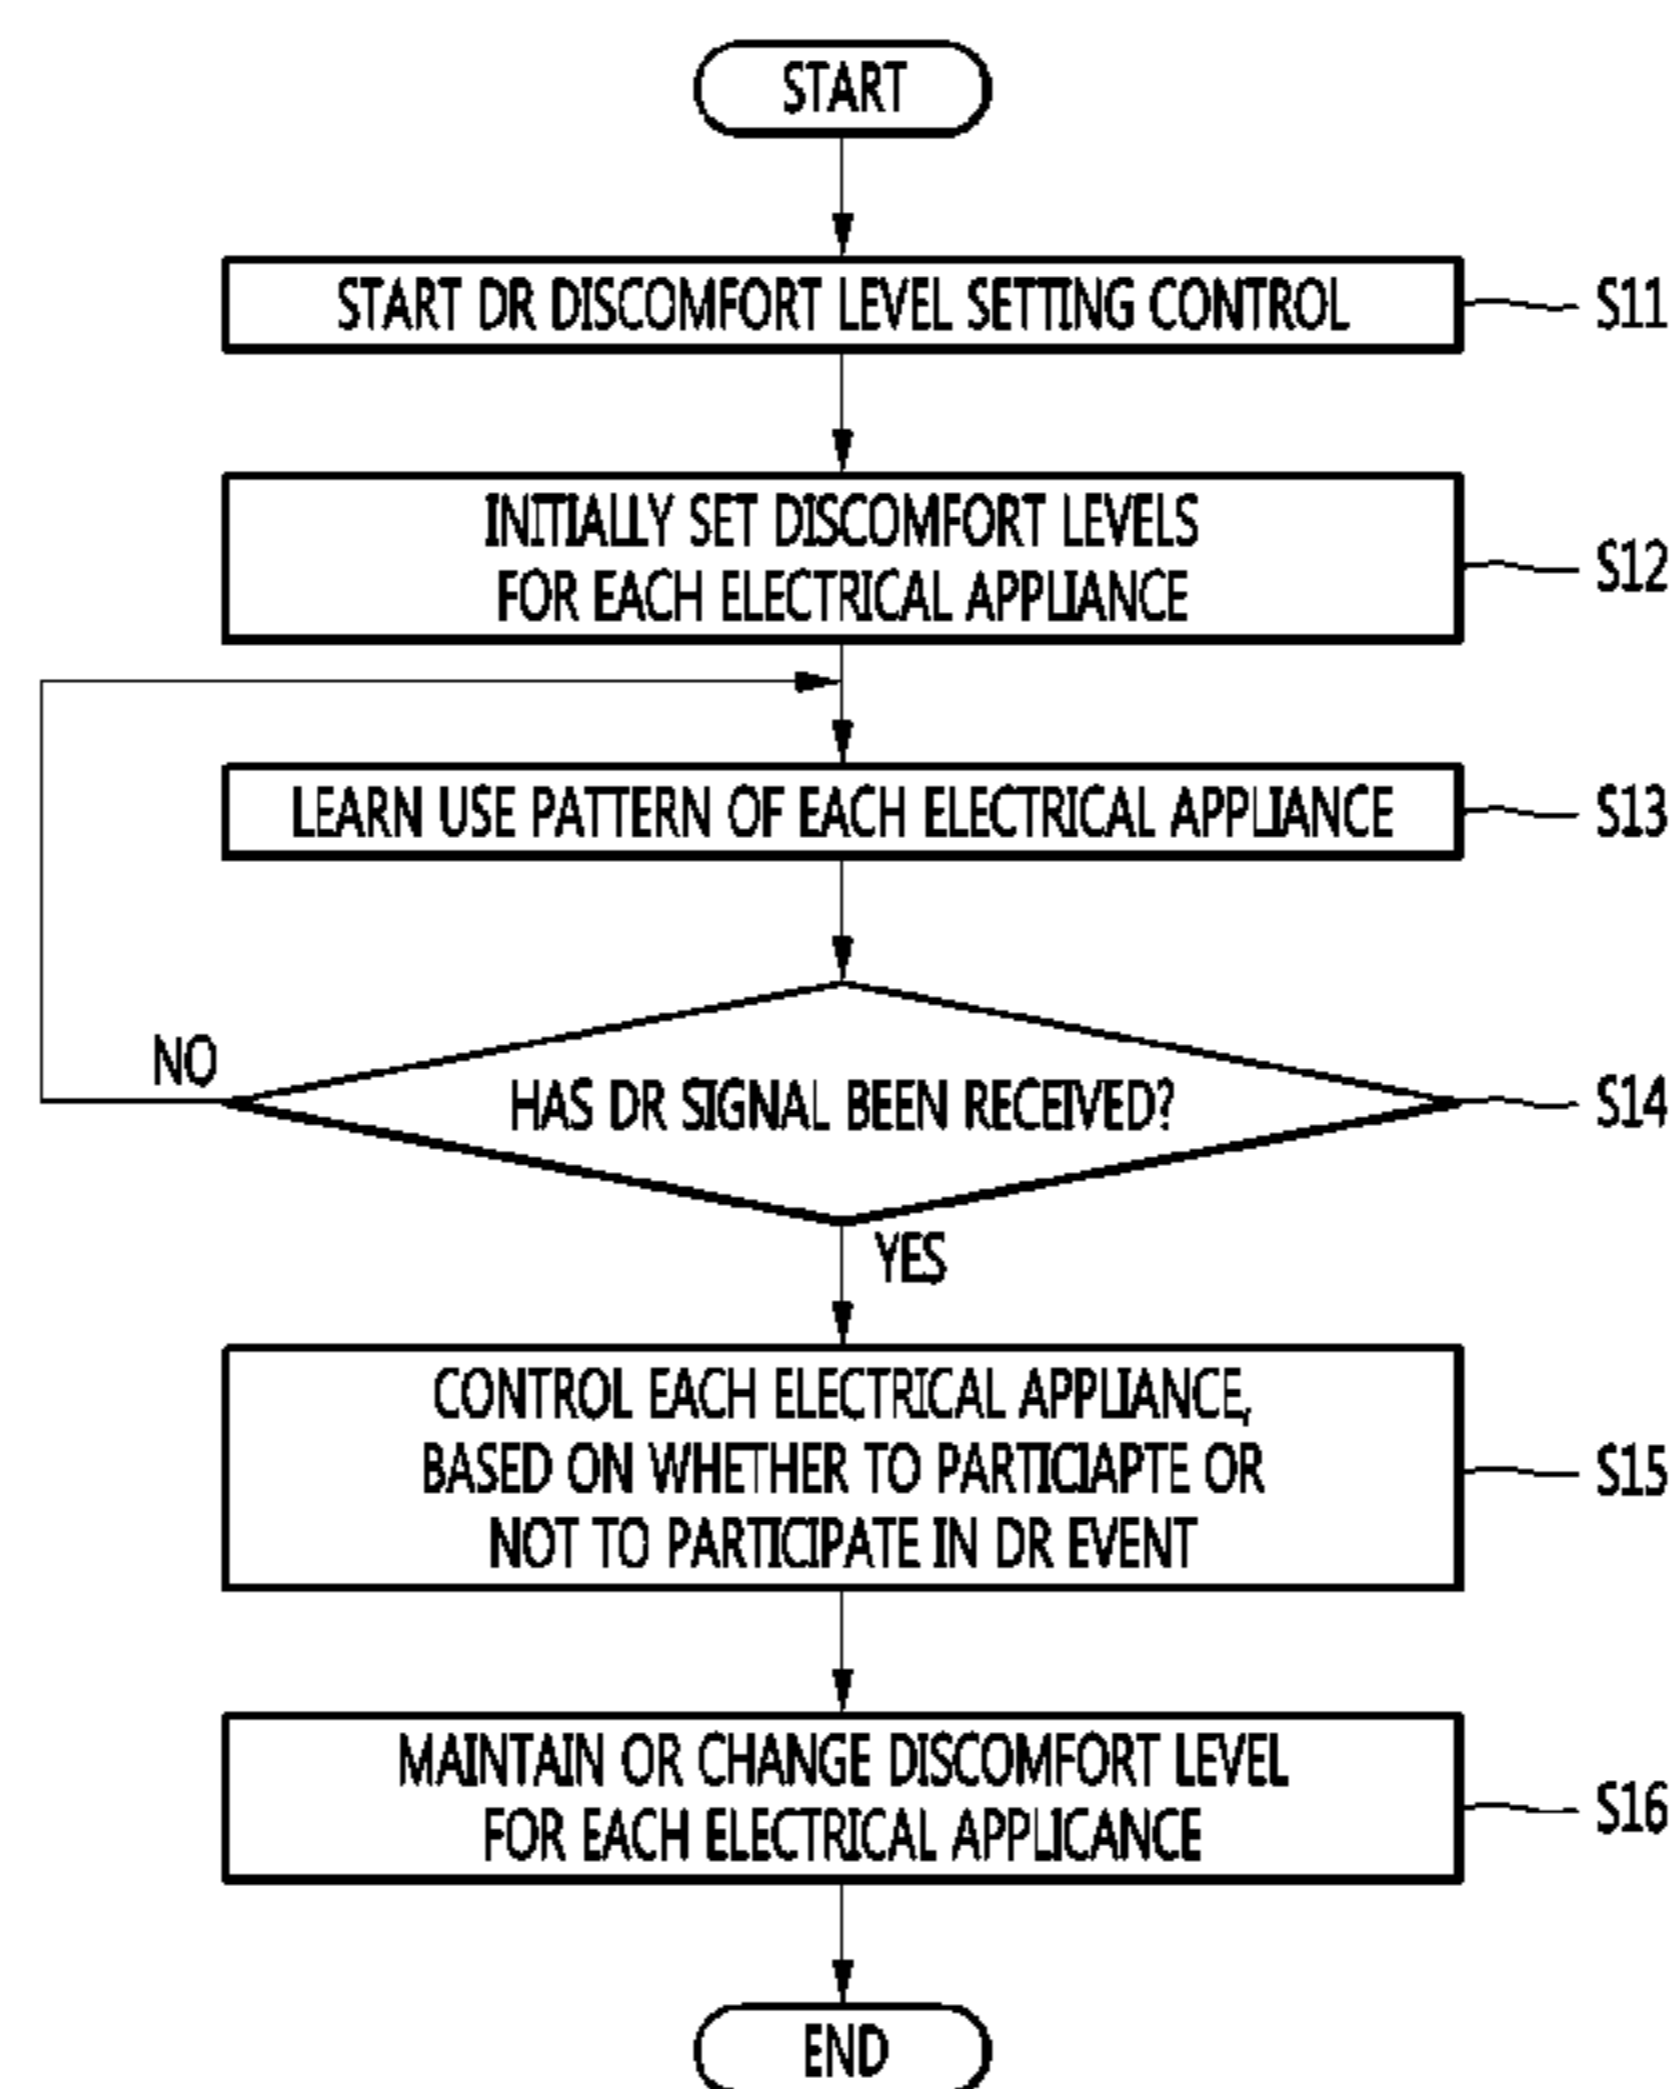 START
START DR DISCOMFORT LEVEL SETTING CONTROL
S11
INITIALLY SET DISCOMFORT LEVELS
FOR EACH ELECTRICAL APPLIANCE
S12
LEARN USE PATTERN OF EACH ELECTRICAL APPLIANCE
S13
NO
HAS DR SIGNAL BEEN RECEIVED?
S14
YES
CONTROL EACH ELECTRICAL APPLIANCE,
BASED ON WHETHER TO PARTICIAPTE OR
NOT TO PARTICIPATE IN DR EVENT
S15
MAINTAIN OR CHANGE DISCOMFORT LEVEL
FOR EACH ELECTRICAL APPLICANCE
S16
END